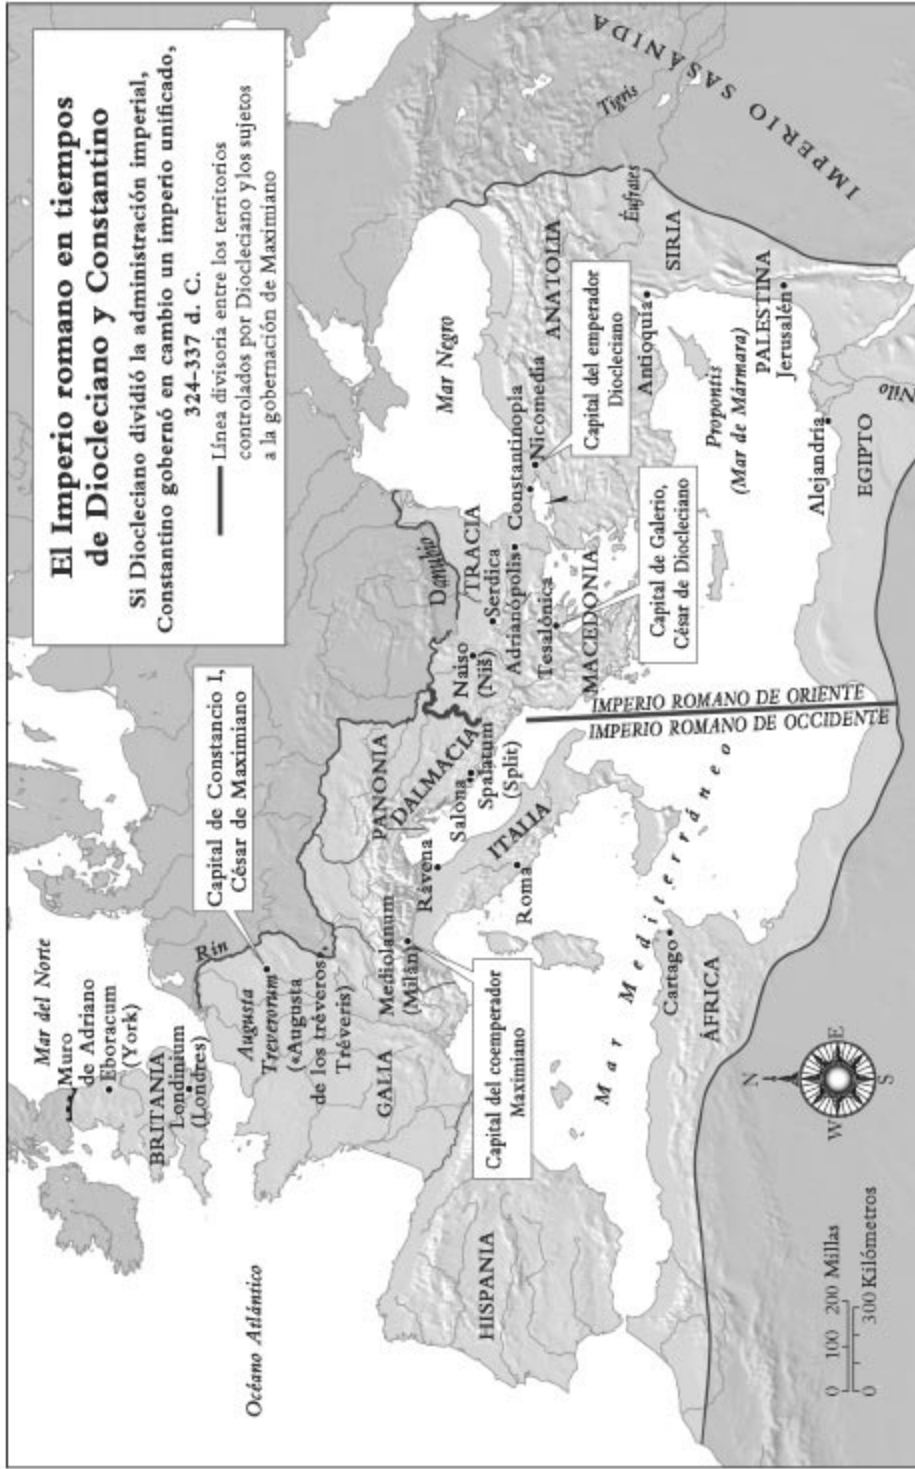 El Imperio romano en tiempos
de Diocleciano y Constantino
Si Diocleciano dividió la administración imperial,
Constantino gobernó en cambio un imperio unificado,
324-337 d. C.
Línea divisoria entre los territorios
controlados por Diocleciano y los sujetos
a la gobernación de Maximiano
Mar del Norte
Muro
de Adriano
Eboracum
(York)
BRITANIA
Londinium
(Londres)
Océano Atlántico
Rin
Capital de Constancio I,
César de Maximiano
Augusta
Treverorum
(«Augusta
de los tréveros,
Tréveris)
GALIA
Mediolanum
(Milán)
Capital del coemperador
Maximiano
HISPANIA
PANONIA
DALMACIA
Salona
Spalatum
(Split)
Rávena
ITALIA
Roma
Danubio
Naiso
(Niš)
TRACIA
Serdica
Adrianópolis
Constantinopla
Nicomedia
Tesalónica
MACEDONIA
Capital de Galerio,
César de Diocleciano
Capital del emperador
Diocleciano
Mar Negro
ANATOLIA
Tigris
IMPERIO SASÁNIDA
Éufrates
SIRIA
Antioquía
Propontis
(Mar de Mármara)
PALESTINA
Jerusalén
Alejandría
EGIPTO
Nilo
IMPERIO ROMANO DE ORIENTE
IMPERIO ROMANO DE OCCIDENTE
Mar Mediterráneo
Cartago
ÁFRICA
N
E
S
W
0 100 200 Millas
0 300 Kilómetros